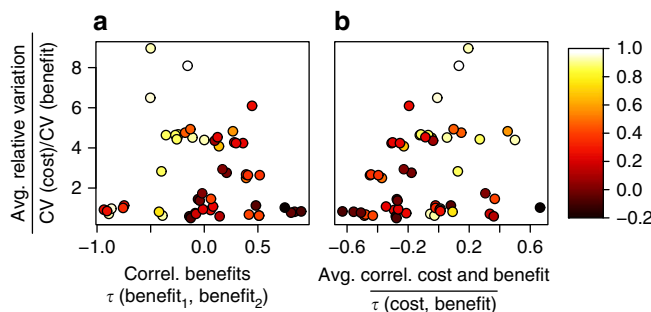 a
b
Avg. relative variation
CV (cost)/CV (benefit)
8
6
4
2
−1.0
−0.5
0.0
0.5
Correl. benefits
τ (benefit₁, benefit₂)
−0.6
−0.2
0.2
0.6
Avg. correl. cost and benefit
τ (cost, benefit)
1.0
0.8
0.6
0.4
0.2
0.0
−0.2